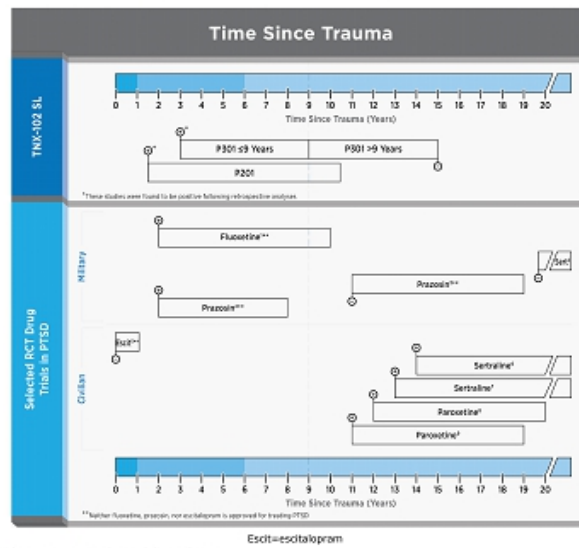 Time Since Trauma
TNX-102 SL
0 1 2 3 4 5 6 7 8 9 10 11 12 13 14 15 16 17 18 19 20
Time Since Trauma (Years)
P301 ≤9 Years
P301 >9 Years
P201
These studies were found to be positive following retrospective analyses
Selected RCT Drug
Trials in PTSD
Military
Fluoxetine
Sert
Prazosin
Prazosin
Civilian
Escit
Sertraline
Sertraline
Paroxetine
Paroxetine
0 1 2 3 4 5 6 7 8 9 10 11 12 13 14 15 16 17 18 19 20
Time Since Trauma (Years)
Neither fluoxetine, prazosin, nor escitalopram is approved for treating PTSD
Escit=escitalopram